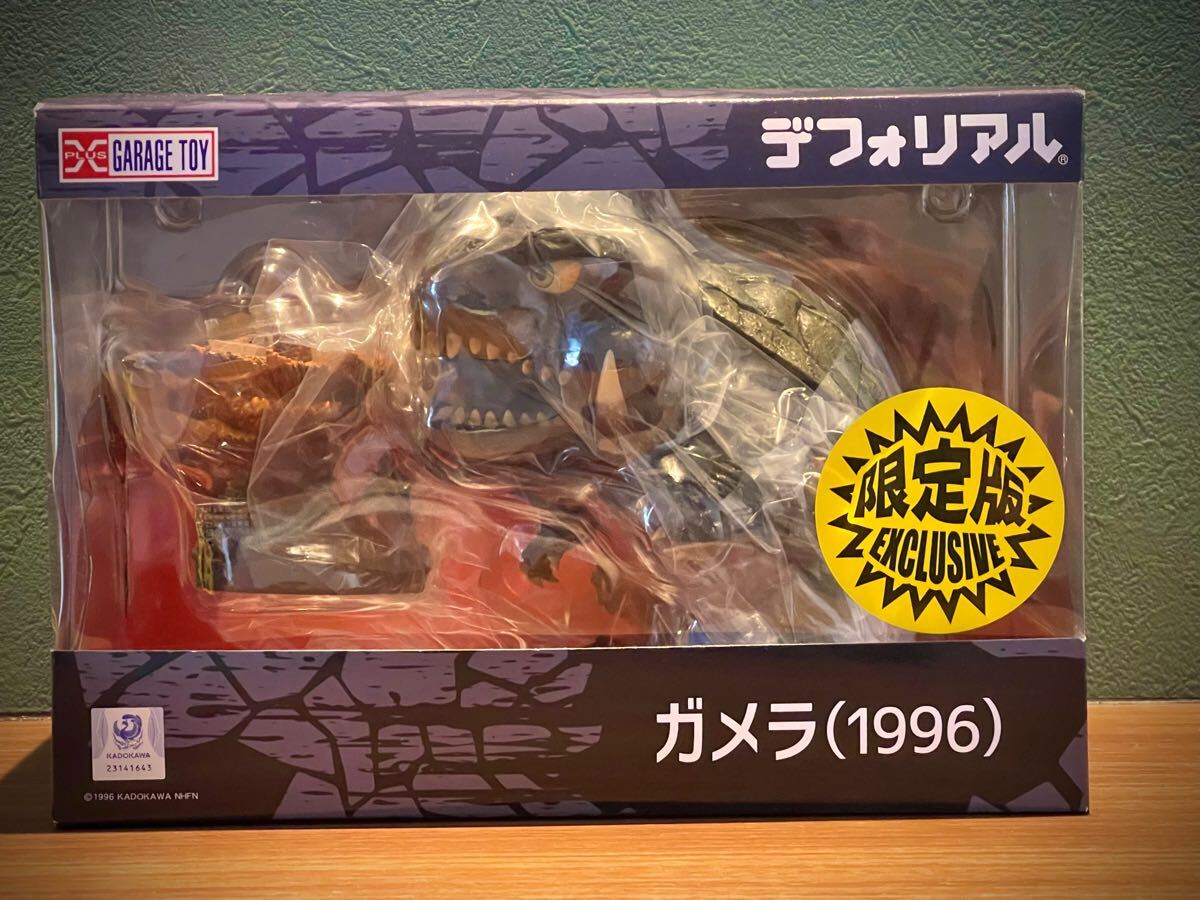 X PLUS GARAGE TOY
デフォリアル®
限定版
EXCLUSIVE
ガメラ(1996)
KADOKAWA
23141643
©1996 KADOKAWA NHFN